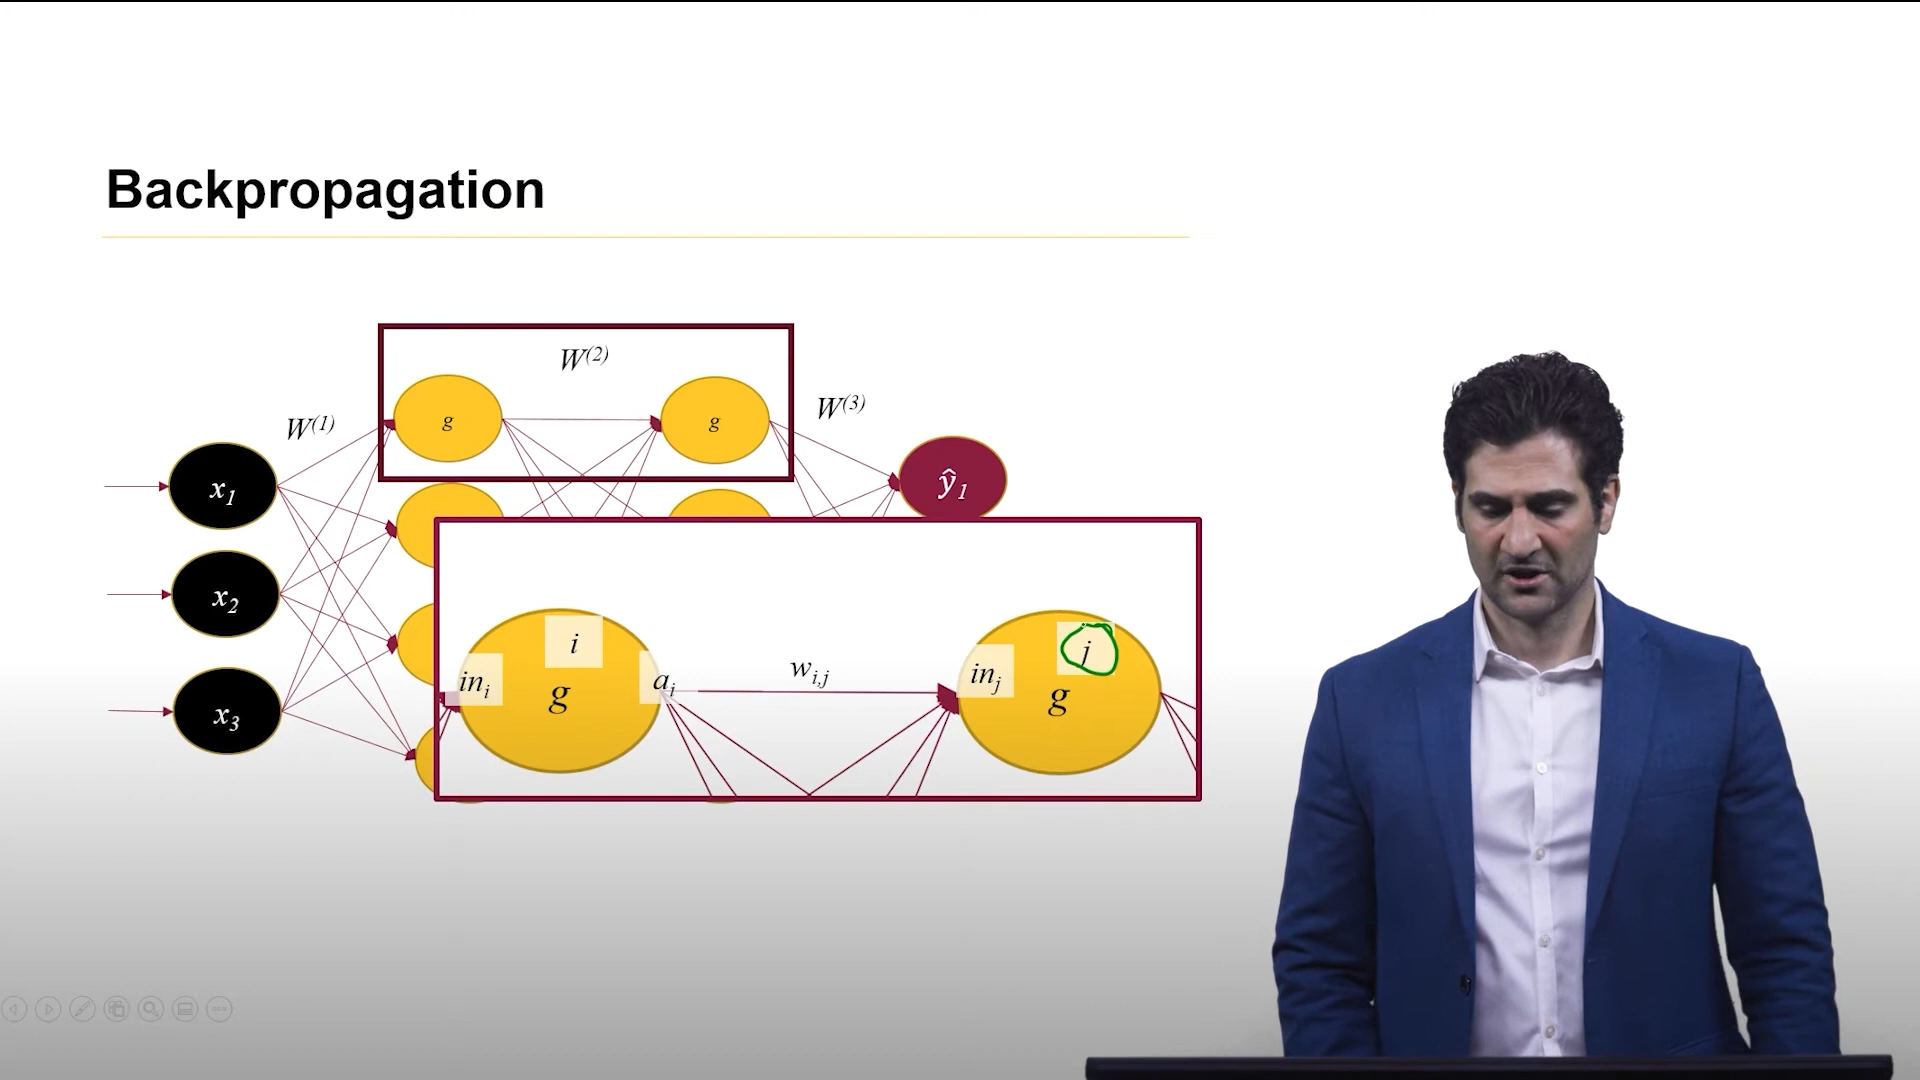 Backpropagation
W(2)
W(1)
W(3)
g
g
x1
ŷ1
x2
x3
i
j
ini
g
ai
wi,j
inj
g